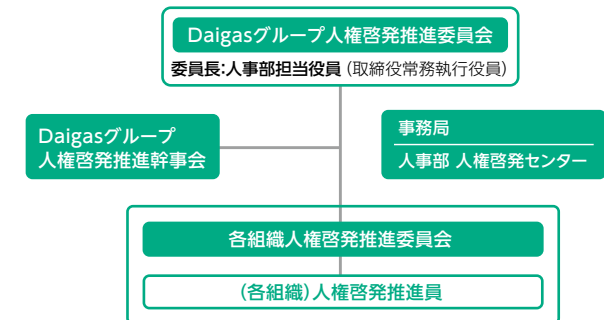 Daigasグループ人権啓発推進委員会
委員長:人事部担当役員(取締役常務執行役員)
Daigasグループ
人権啓発推進幹事会
事務局
人事部 人権啓発センター
各組織人権啓発推進委員会
(各組織)人権啓発推進員